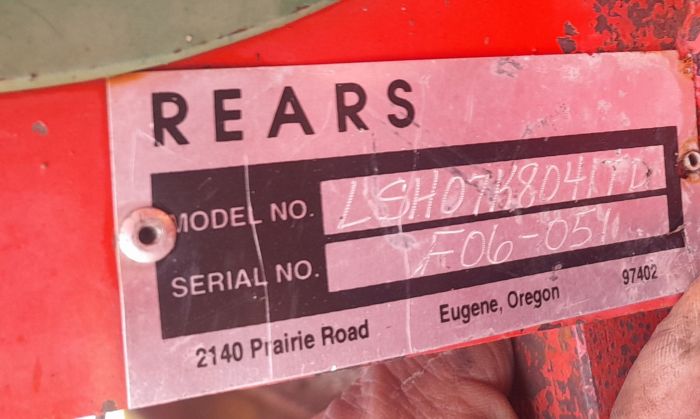 REARS
MODEL NO.
SERIAL NO. F06-051
2140 Prairie Road Eugene, Oregon 97402